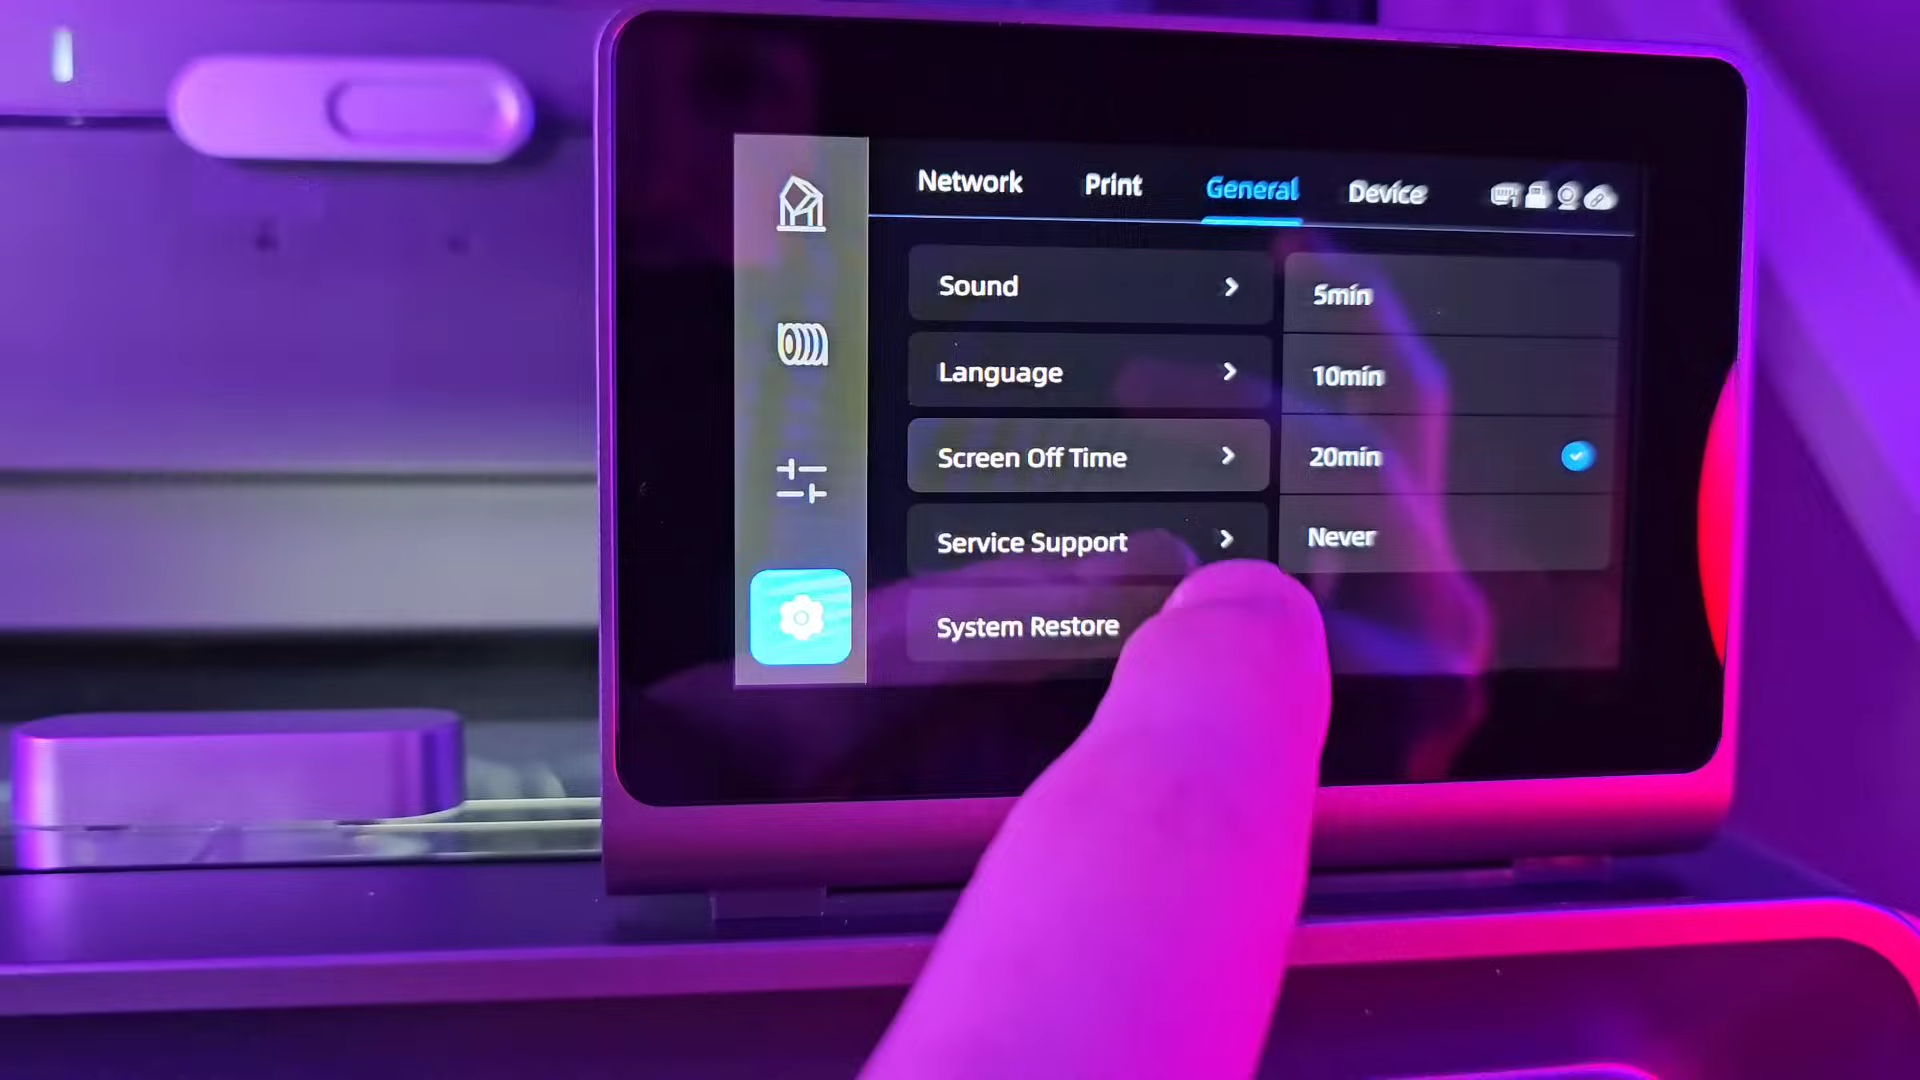 Network Print General Device
Sound
Language
Screen Off Time
Service Support
System Restore
5min
10min
20min
Never